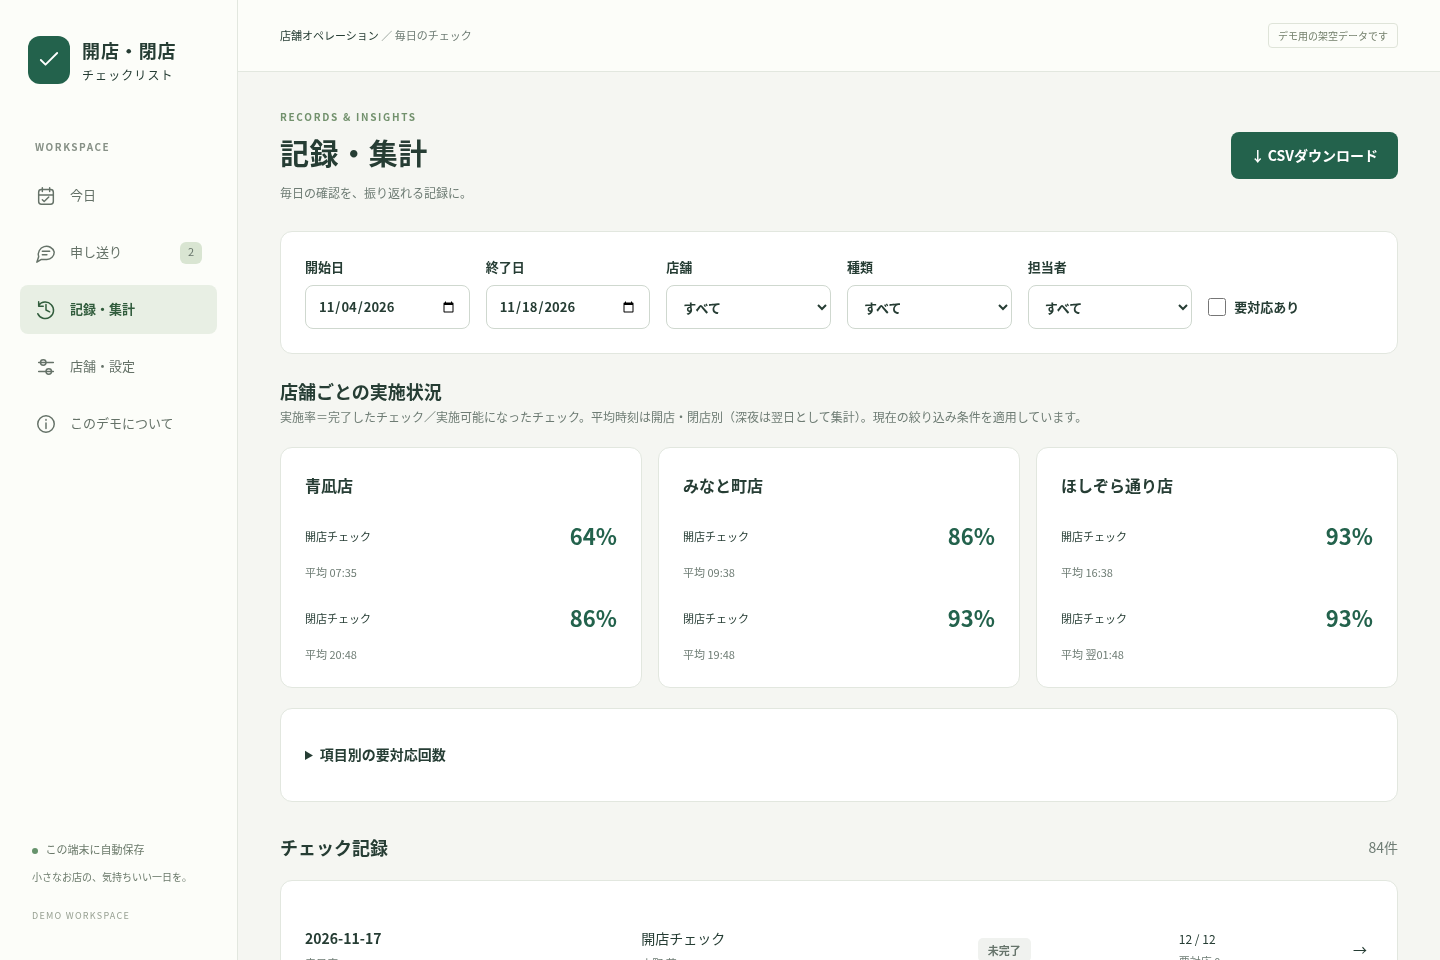 開店・閉店
チェックリスト
WORKSPACE
今日
申し送り 2
記録・集計
店舗・設定
このデモについて
この端末に自動保存
小さなお店の、気持ちいい一日を。
DEMO WORKSPACE
店舗オペレーション ／ 毎日のチェック
デモ用の架空データです
RECORDS & INSIGHTS
記録・集計
毎日の確認を、振り返れる記録に。
↓ CSVダウンロード
開始日 終了日 店舗 種類 担当者
11/04/2026 11/18/2026 すべて すべて すべて 要対応あり
店舗ごとの実施状況
実施率＝完了したチェック／実施可能になったチェック。平均時刻は開店・閉店別（深夜は翌日として集計）。現在の絞り込み条件を適用しています。
青凪店
開店チェック 64%
平均 07:35
閉店チェック 86%
平均 20:48
みなと町店
開店チェック 86%
平均 09:38
閉店チェック 93%
平均 19:48
ほしぞら通り店
開店チェック 93%
平均 16:38
閉店チェック 93%
平均 翌01:48
▶ 項目別の要対応回数
チェック記録 84件
2026-11-17 開店チェック 未完了 12 / 12 →